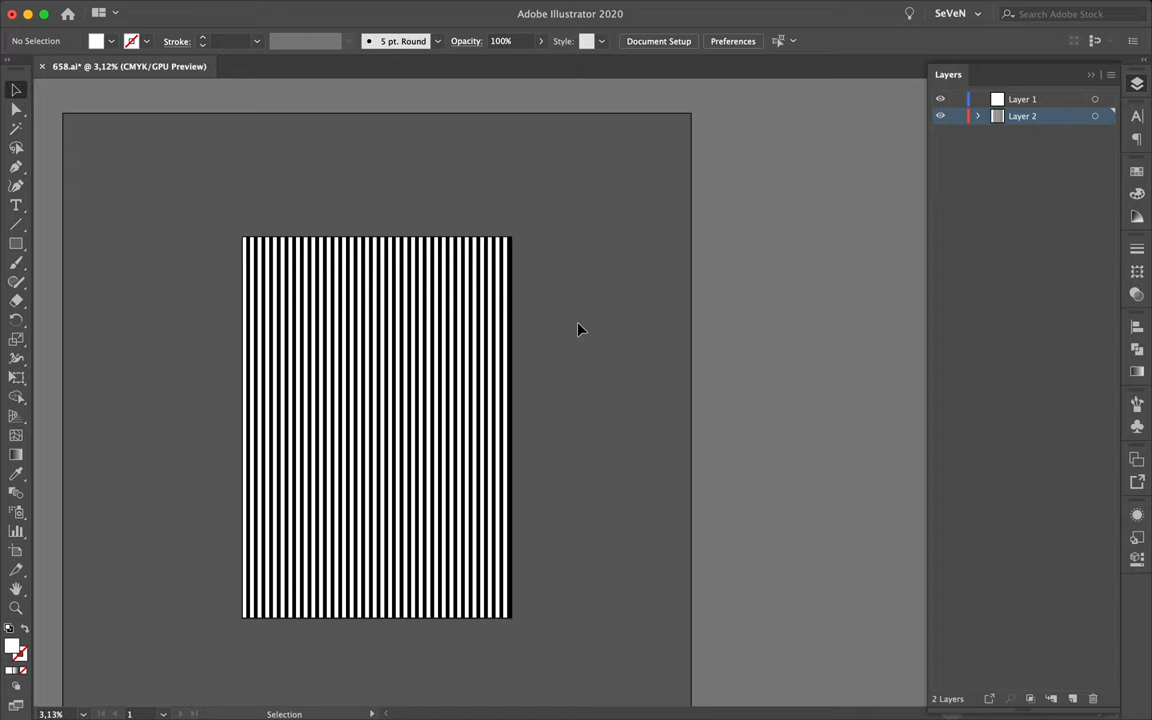 Adobe Illustrator 2020
SeVeN
Search Adobe Stock
No Selection
Stroke:
5 pt. Round
Opacity:
100%
Style:
Document Setup
Preferences
658.ai* @ 3,12% (CMYK/GPU Preview)
Layers
Layer 1
Layer 2
2 Layers
3,13%
1
Selection